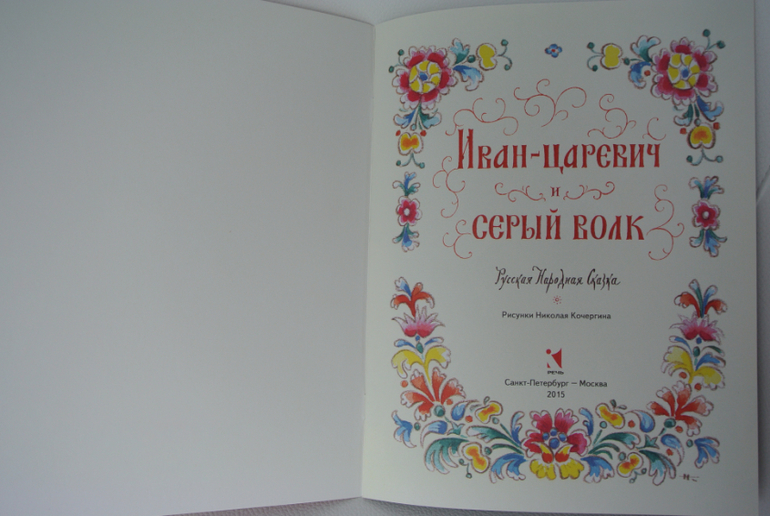 Иван-царевич
и
серый волк
Русская Народная Сказка
Рисунки Николая Кочергина
РЕЧЬ
Санкт-Петербург — Москва
2015